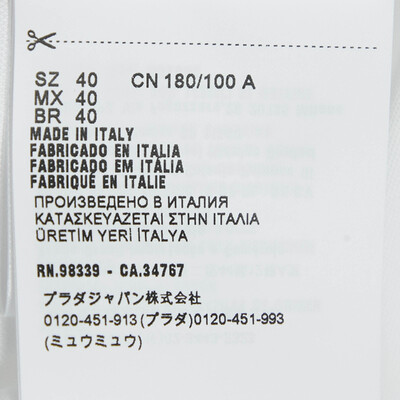 SZ 40 CN 180/100 A
MX 40
BR 40
MADE IN ITALY
FABRICADO EN ITALIA
FABRICADO EM ITÁLIA
FABRIQUÉ EN ITALIE
ПРОИЗВЕДЕНО В ИТАЛИЯ
ΚΑΤΑΣΚΕΥΑΖΕΤΑΙ ΣΤΗΝ ΙΤΑΛΙΑ
ÜRETİM YERİ İTALYA
RN.98339 - CA.34767
プラダジャパン株式会社
0120-451-913(プラダ)0120-451-993
(ミュウミュウ)